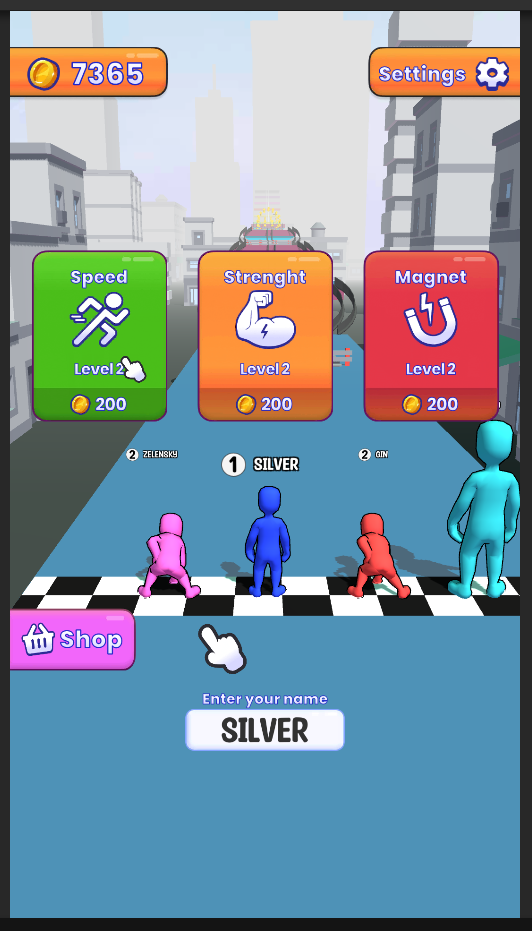 7365
Settings
Speed
Strenght
Magnet
Level 2
Level 2
Level 2
200
200
200
2 ZELENSKY
1 SILVER
2 GIN
Shop
Enter your name
SILVER